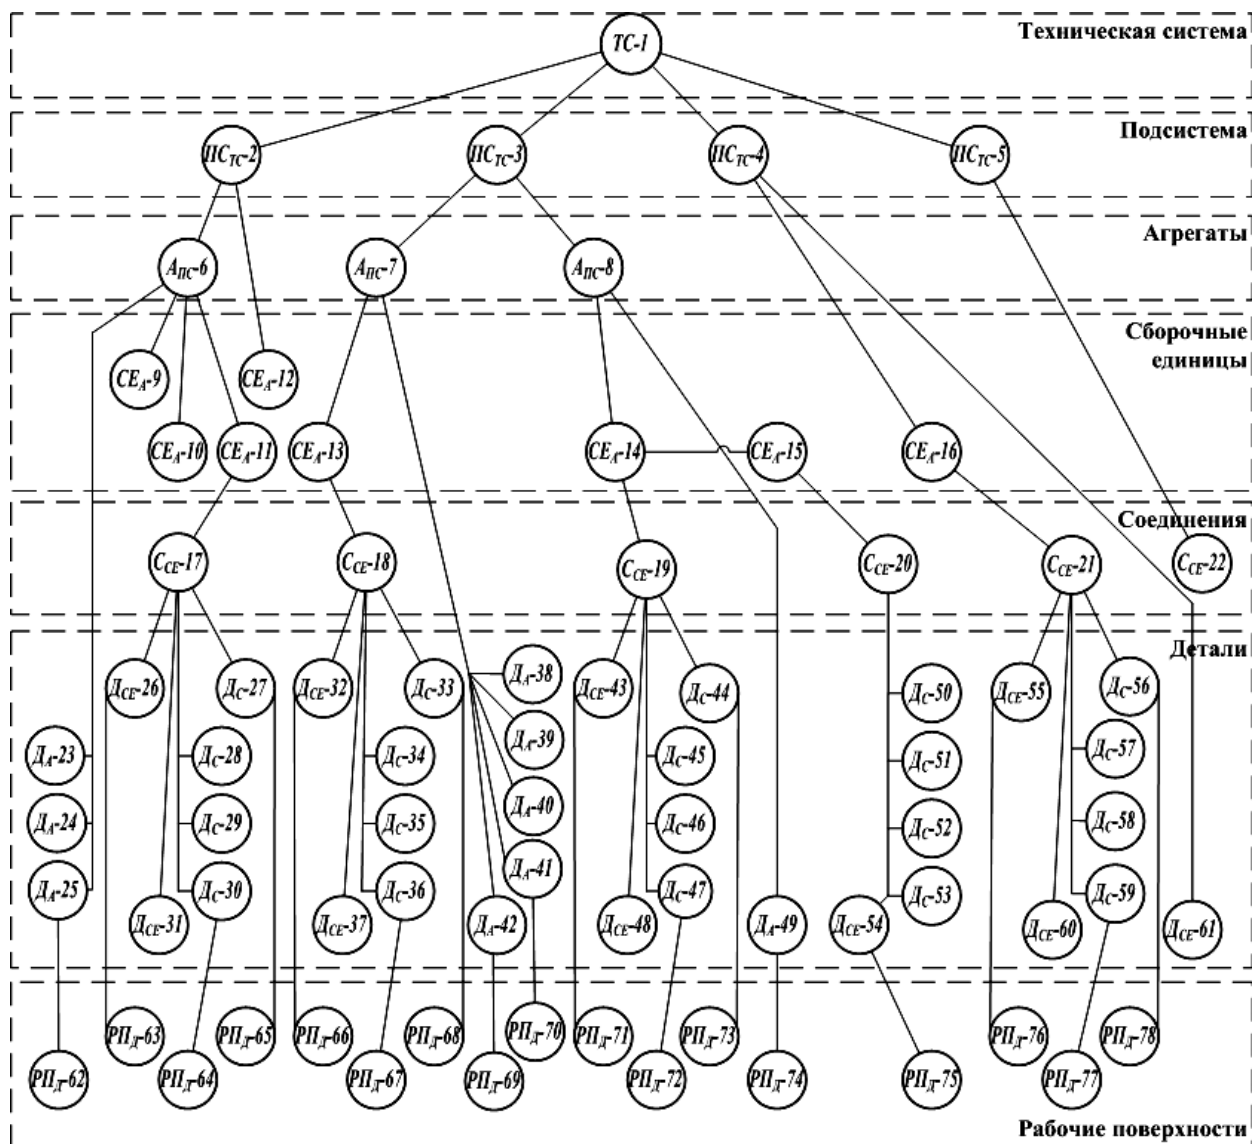 Техническая система
ТС-1
Подсистема
ПСТС-2
ПСТС-3
ПСТС-4
ПСТС-5
Агрегаты
АПС-6
АПС-7
АПС-8
Сборочные
единицы
СЕА-9
СЕА-12
СЕА-10
СЕА-11
СЕА-13
СЕА-14
СЕА-15
СЕА-16
Соединения
ССЕ-17
ССЕ-18
ССЕ-19
ССЕ-20
ССЕ-21
ССЕ-22
Детали
ДСЕ-26
ДС-27
ДСЕ-32
ДС-33
ДА-38
ДСЕ-43
ДС-44
ДС-50
ДСЕ-55
ДС-56
ДА-23
ДС-28
ДС-34
ДА-39
ДС-45
ДС-51
ДС-57
ДА-24
ДС-29
ДС-35
ДА-40
ДС-46
ДС-52
ДС-58
ДА-25
ДС-30
ДС-36
ДА-41
ДС-47
ДС-53
ДС-59
ДСЕ-31
ДСЕ-37
ДА-42
ДСЕ-48
ДА-49
ДСЕ-54
ДСЕ-60
ДСЕ-61
РПД-63
РПД-65
РПД-66
РПД-68
РПД-70
РПД-71
РПД-73
РПД-76
РПД-78
РПД-62
РПД-64
РПД-67
РПД-69
РПД-72
РПД-74
РПД-75
РПД-77
Рабочие поверхности